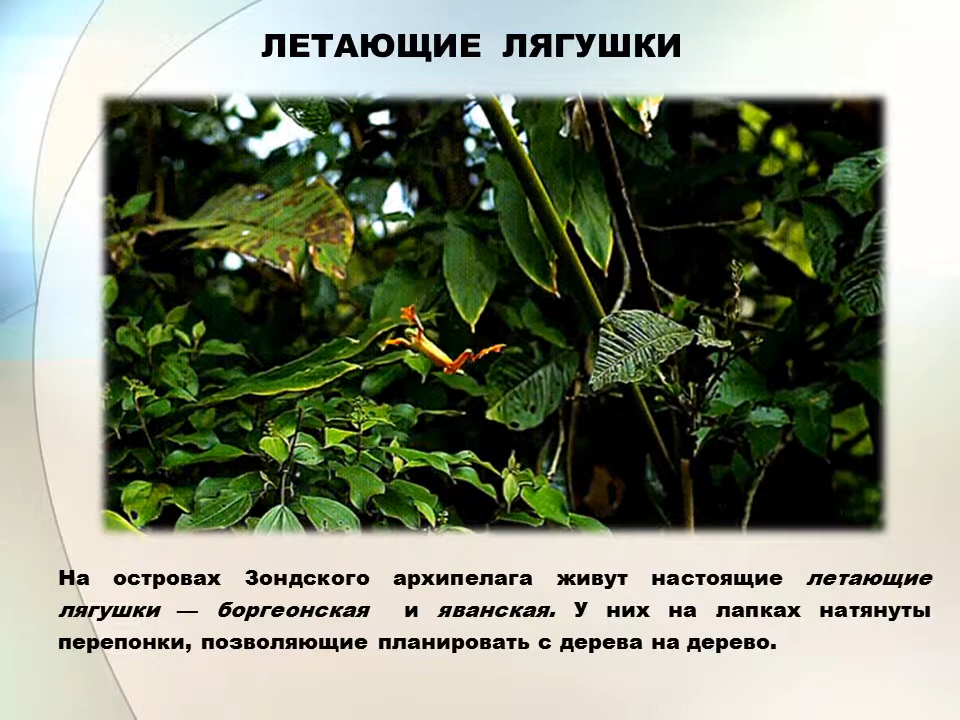 ЛЕТАЮЩИЕ ЛЯГУШКИ
На островах Зондского архипелага живут настоящие летающие
лягушки — боргеонская и яванская. У них на лапках натянуты
перепонки, позволяющие планировать с дерева на дерево.